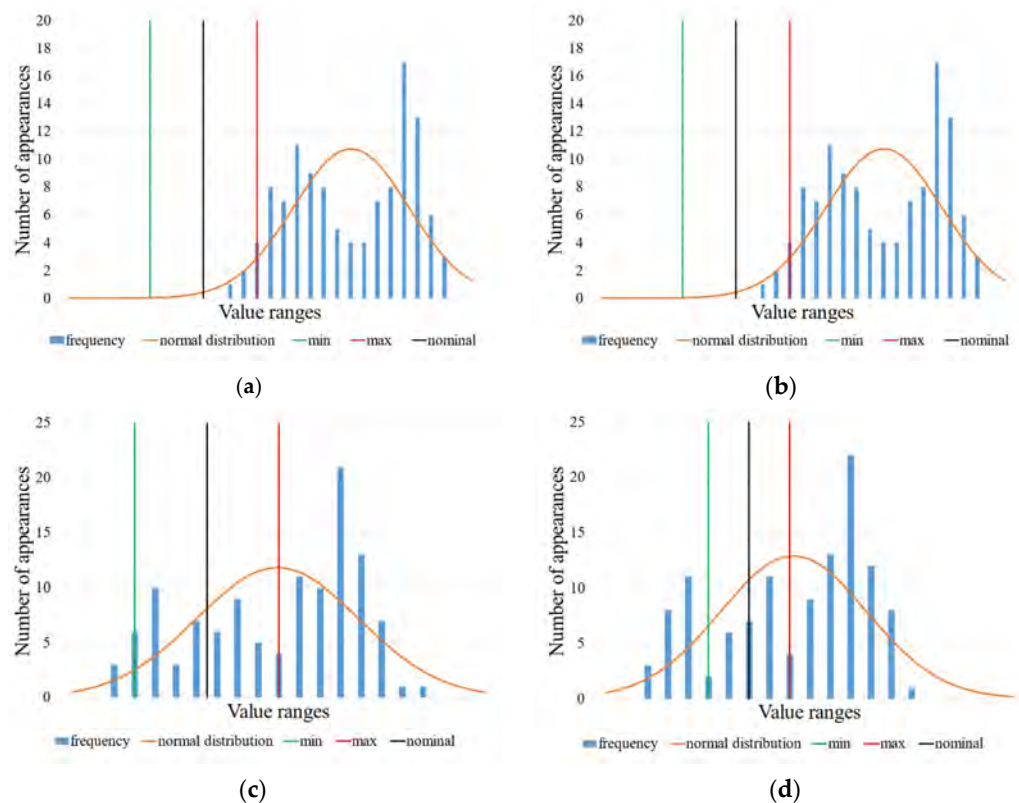 20
18
16
14
12
10
8
6
4
2
0
Number of appearances
Value ranges
frequency normal distribution min max nominal
(a)
20
18
16
14
12
10
8
6
4
2
0
Number of appearances
Value ranges
frequency normal distribution min max nominal
(b)
25
20
15
10
5
0
Number of appearances
Value ranges
frequency normal distribution min max nominal
(c)
25
20
15
10
5
0
Number of appearances
Value ranges
frequency normal distribution min max nominal
(d)